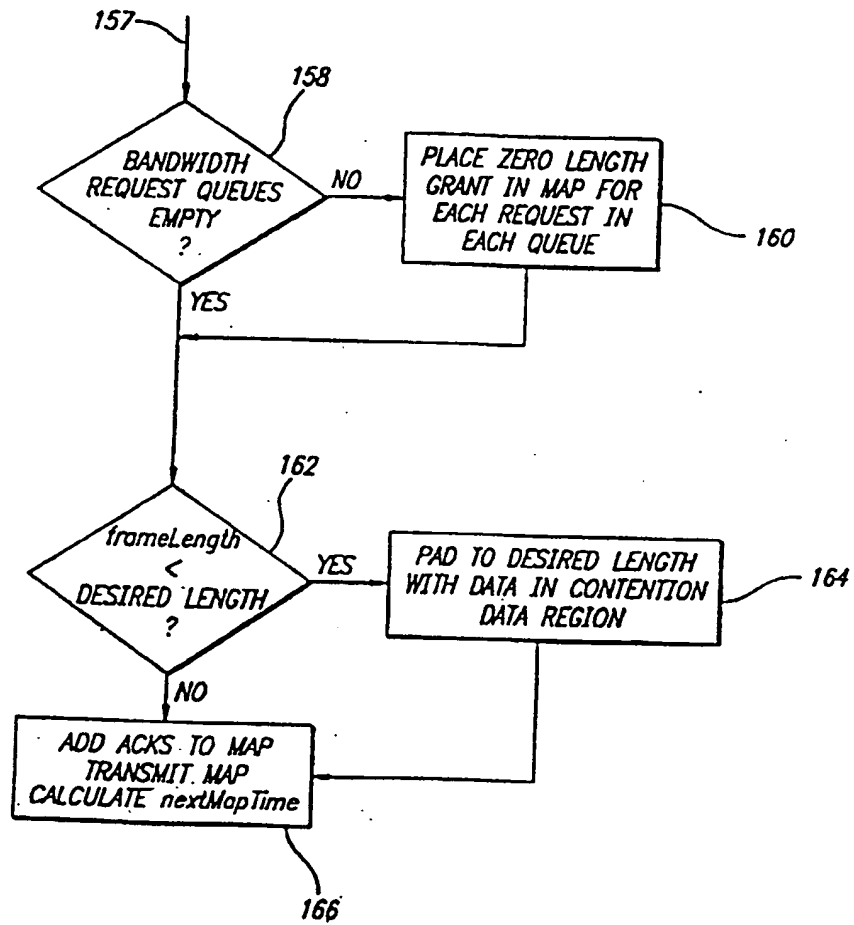 157
158
BANDWIDTH
REQUEST QUEUES
EMPTY
?
NO
PLACE ZERO LENGTH
GRANT IN MAP FOR
EACH REQUEST IN
EACH QUEUE
160
YES
162
frameLength
<
DESIRED LENGTH
?
YES
PAD TO DESIRED LENGTH
WITH DATA IN CONTENTION
DATA REGION
164
NO
ADD ACKS TO MAP
TRANSMIT MAP
CALCULATE nextMapTime
166